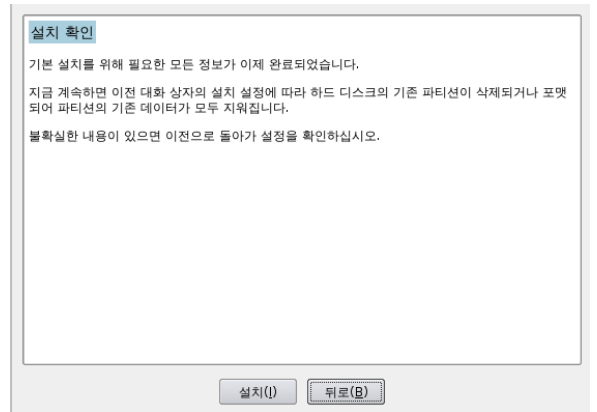 설치 확인
기본 설치를 위해 필요한 모든 정보가 이제 완료되었습니다.
지금 계속하면 이전 대화 상자의 설치 설정에 따라 하드 디스크의 기존 파티션이 삭제되거나 포맷
되어 파티션의 기존 데이터가 모두 지워집니다.
불확실한 내용이 있으면 이전으로 돌아가 설정을 확인하십시오.
설치(I) 뒤로(B)